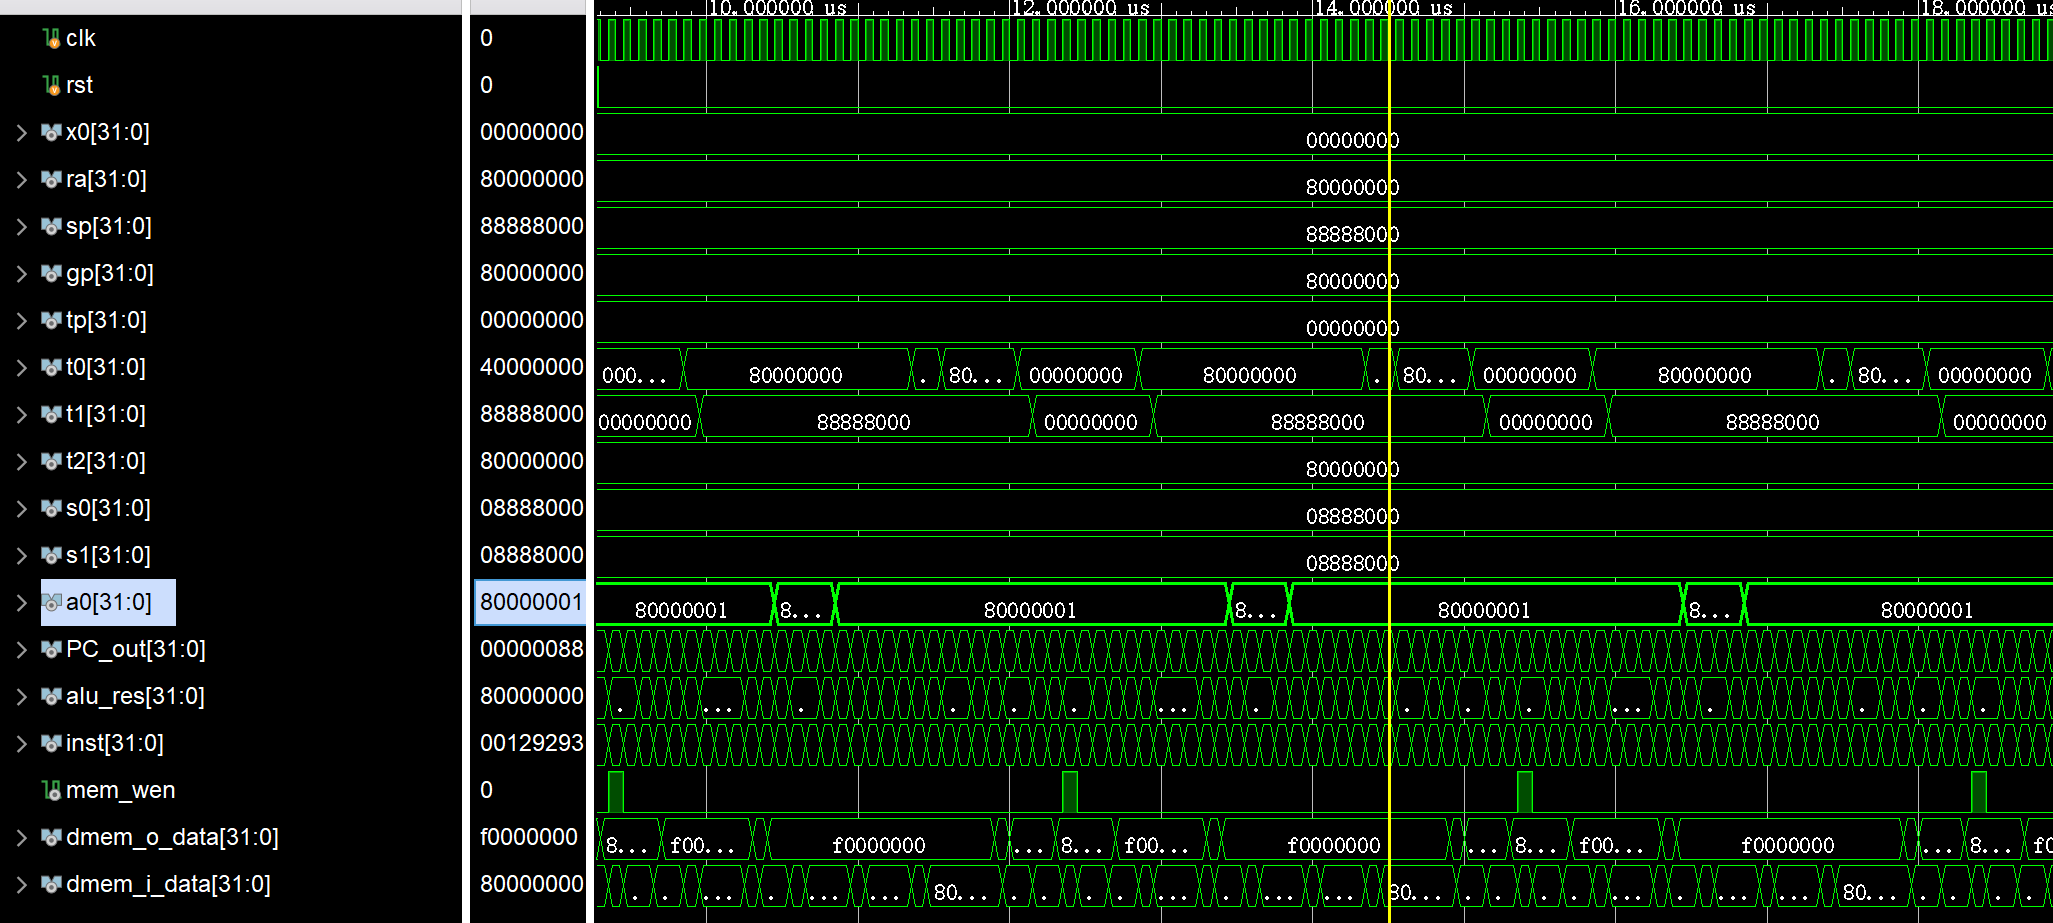 10.000000 us 12.000000 us 14.000000 us 16.000000 us 18.000000 us
clk 0
rst 0
x0[31:0] 00000000 00000000
ra[31:0] 80000000 80000000
sp[31:0] 88888000 88888000
gp[31:0] 80000000 80000000
tp[31:0] 00000000 00000000
t0[31:0] 40000000 000... 80000000 . 80... 00000000 80000000 . 80... 00000000 80000000 . 80... 00000000
t1[31:0] 88888000 00000000 88888000 00000000 88888000 00000000 88888000 00000000
t2[31:0] 80000000 80000000
s0[31:0] 08888000 08888000
s1[31:0] 08888000 08888000
a0[31:0] 80000001 80000001 8... 80000001 8... 80000001 8... 80000001
PC_out[31:0] 00000088
alu_res[31:0] 80000000 . ... . . . ... . . . . ... . . . .
inst[31:0] 00129293
mem_wen 0
dmem_o_data[31:0] f0000000 8... f00... f0000000 ... 8... f00... f0000000 ... 8... f00... f0000000 ... 8... f0
dmem_i_data[31:0] 80000000 . . ... . ... . 80... . . . ... . ... 80... . . . ... . ... 80... . . .